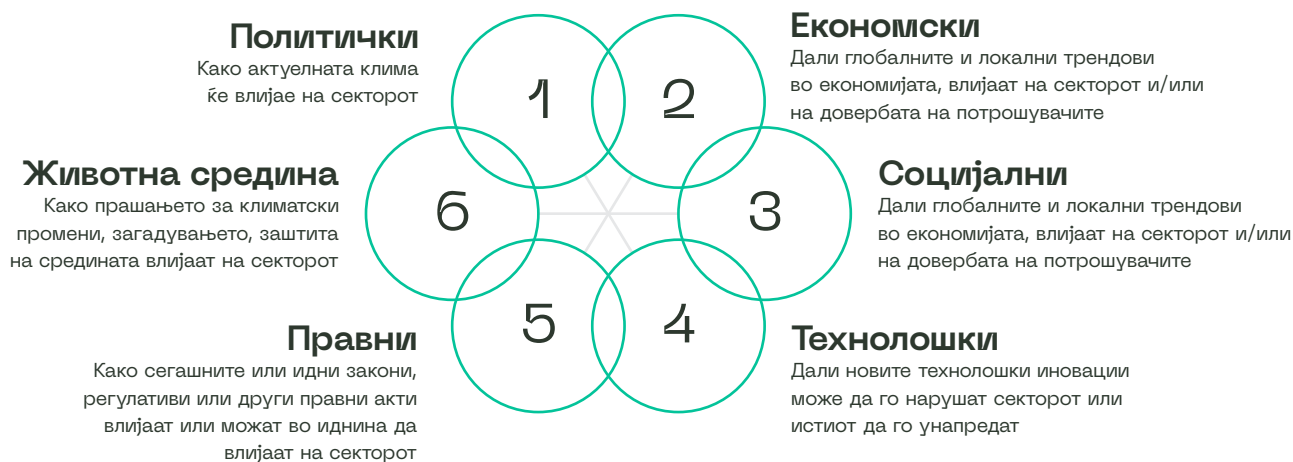 Политички
Како актуелната клима
ќе влијае на секторот
1
2
Економски
Дали глобалните и локални трендови
во економијата, влијаат на секторот и/или
на довербата на потрошувачите
Животна средина
Како прашањето за климатски
промени, загадувањето, заштита
на средината влијаат на секторот
6
3
Социјални
Дали глобалните и локални трендови
во економијата, влијаат на секторот и/или
на довербата на потрошувачите
Правни
Како сегашните или идни закони,
регулативи или други правни акти
влијаат или можат во иднина да
влијаат на секторот
5
4
Технолошки
Дали новите технолошки иновации
може да го нарушат секторот или
истиот да го унапредат